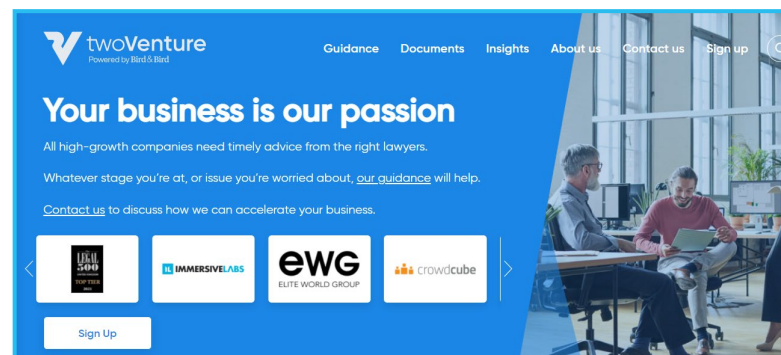 twoVenture
Powered by Bird & Bird
Guidance Documents Insights About us Contact us Sign up
Your business is our passion
All high-growth companies need timely advice from the right lawyers.
Whatever stage you're at, or issue you're worried about, our guidance will help.
Contact us to discuss how we can accelerate your business.
LEGAL
500
TOP TIER
IL IMMERSIVELABS
eWG
ELITE WORLD GROUP
crowdcube
Sign Up